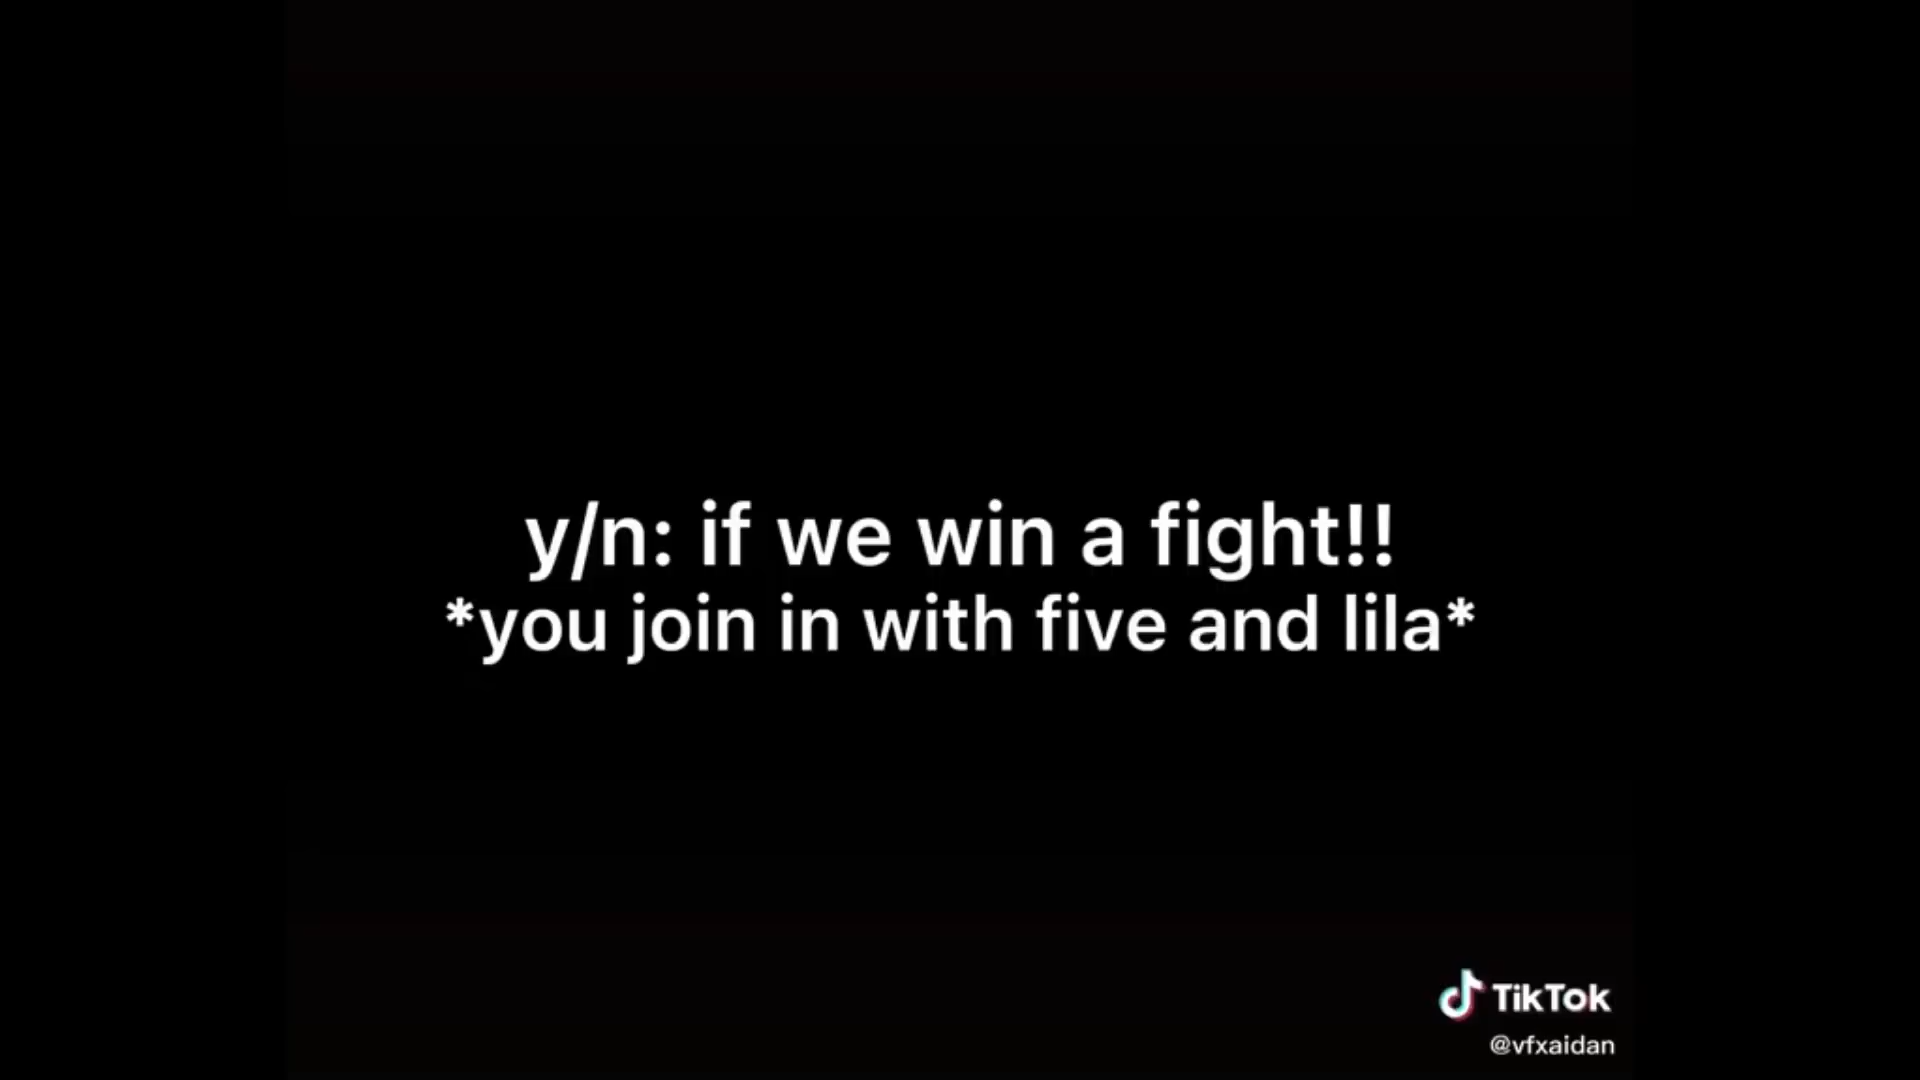 y/n: if we win a fight!!
*you join in with five and lila*
TikTok
@vfxaidan